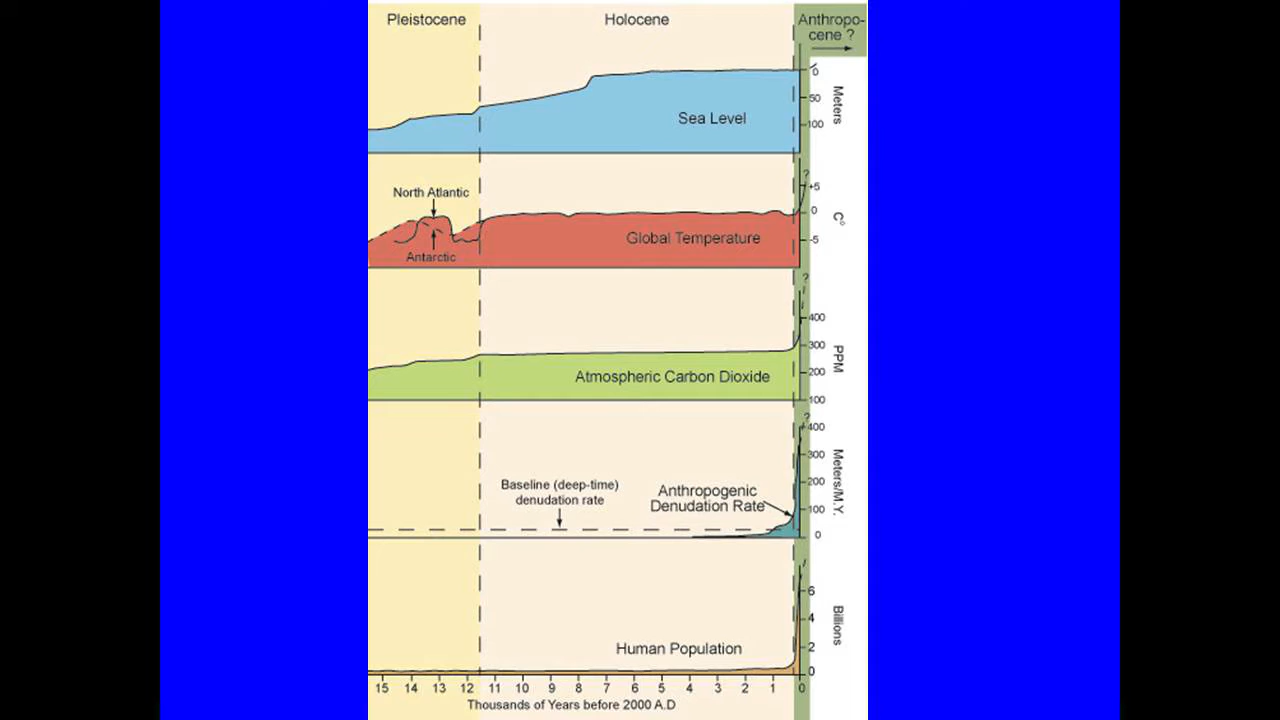 Pleistocene
Holocene
Anthropo-
cene ?
0
50
100
Meters
Sea Level
North Atlantic
Antarctic
?
+5
0
-5
C°
Global Temperature
?
400
300
200
100
PPM
Atmospheric Carbon Dioxide
?
400
300
200
100
0
Meters/M.Y.
Baseline (deep-time)
denudation rate
Anthropogenic
Denudation Rate
6
4
2
0
Billions
Human Population
15 14 13 12 11 10 9 8 7 6 5 4 3 2 1 0
Thousands of Years before 2000 A.D